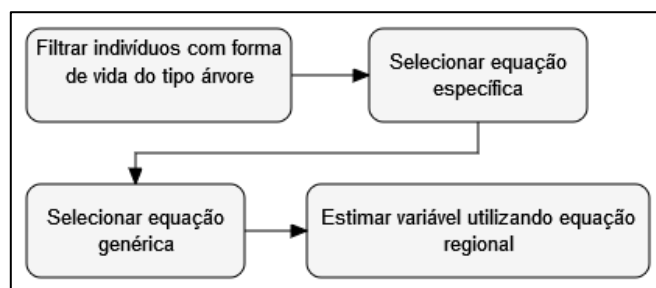 Filtrar indivíduos com forma
de vida do tipo árvore
Selecionar equação
específica
Selecionar equação
genérica
Estimar variável utilizando equação
regional